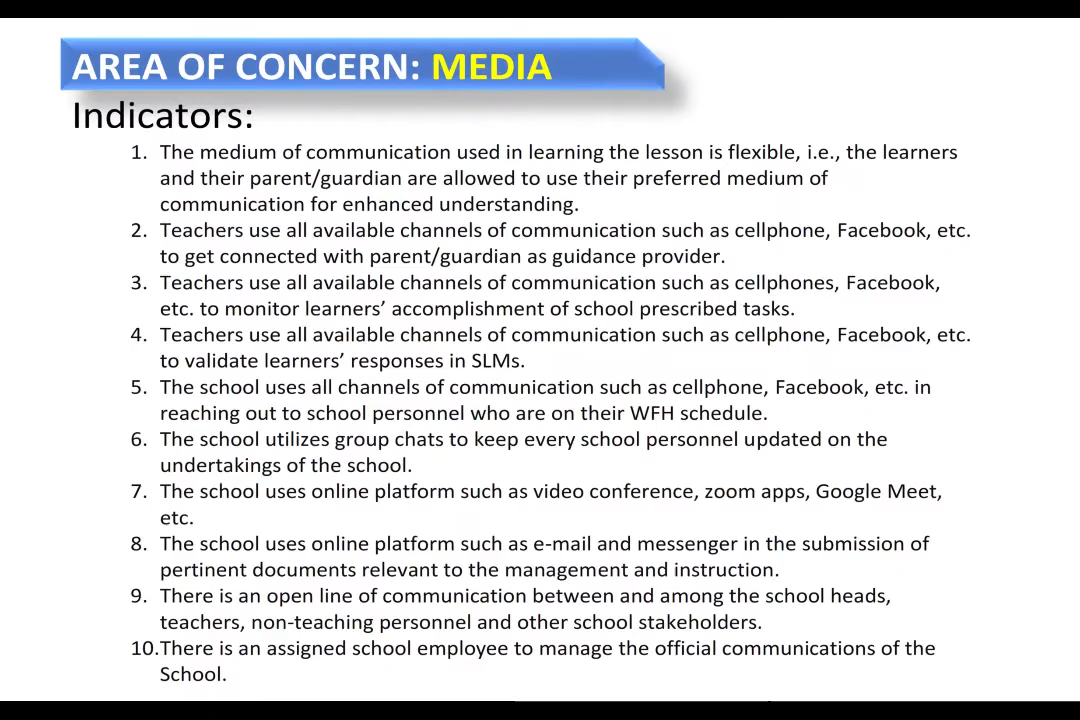 AREA OF CONCERN: MEDIA
Indicators:
1. The medium of communication used in learning the lesson is flexible, i.e., the learners
and their parent/guardian are allowed to use their preferred medium of
communication for enhanced understanding.
2. Teachers use all available channels of communication such as cellphone, Facebook, etc.
to get connected with parent/guardian as guidance provider.
3. Teachers use all available channels of communication such as cellphones, Facebook,
etc. to monitor learners’ accomplishment of school prescribed tasks.
4. Teachers use all available channels of communication such as cellphone, Facebook, etc.
to validate learners’ responses in SLMs.
5. The school uses all channels of communication such as cellphone, Facebook, etc. in
reaching out to school personnel who are on their WFH schedule.
6. The school utilizes group chats to keep every school personnel updated on the
undertakings of the school.
7. The school uses online platform such as video conference, zoom apps, Google Meet,
etc.
8. The school uses online platform such as e-mail and messenger in the submission of
pertinent documents relevant to the management and instruction.
9. There is an open line of communication between and among the school heads,
teachers, non-teaching personnel and other school stakeholders.
10.There is an assigned school employee to manage the official communications of the
School.